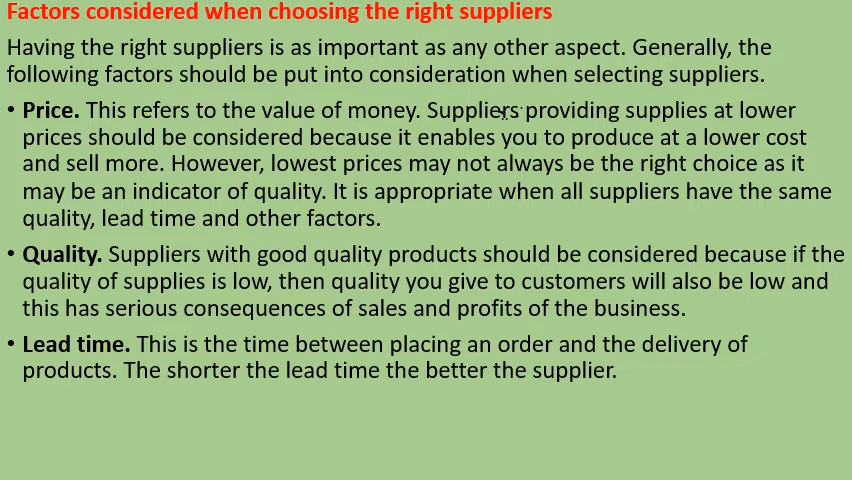 Factors considered when choosing the right suppliers
Having the right suppliers is as important as any other aspect. Generally, the
following factors should be put into consideration when selecting suppliers.
• Price. This refers to the value of money. Suppliers providing supplies at lower
prices should be considered because it enables you to produce at a lower cost
and sell more. However, lowest prices may not always be the right choice as it
may be an indicator of quality. It is appropriate when all suppliers have the same
quality, lead time and other factors.
• Quality. Suppliers with good quality products should be considered because if the
quality of supplies is low, then quality you give to customers will also be low and
this has serious consequences of sales and profits of the business.
• Lead time. This is the time between placing an order and the delivery of
products. The shorter the lead time the better the supplier.